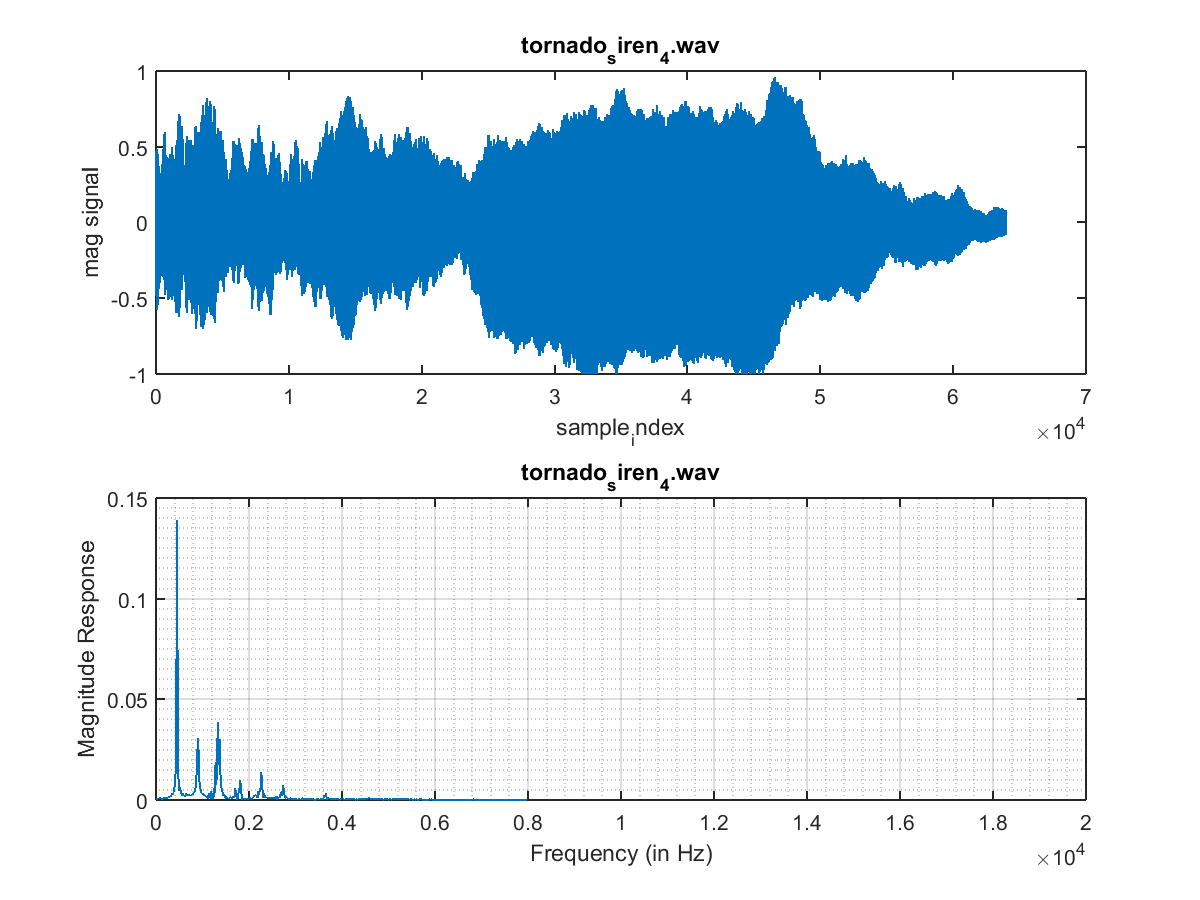 tornado_siren_4.wav
1
0.5
0
-0.5
-1
mag signal
0 1 2 3 4 5 6 7
×10^4
sample_index
tornado_siren_4.wav
0.15
0.1
0.05
0
Magnitude Response
0 0.2 0.4 0.6 0.8 1 1.2 1.4 1.6 1.8 2
×10^4
Frequency (in Hz)